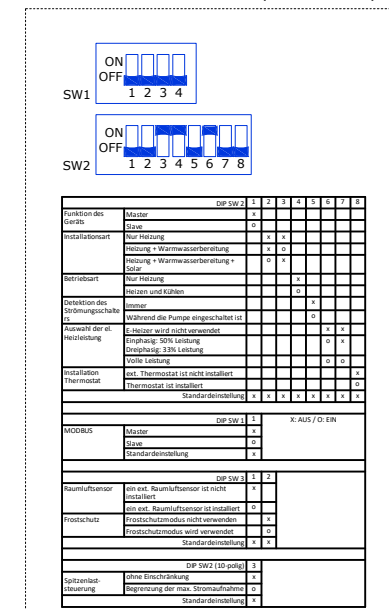 ON
OFF
SW1
1 2 3 4
ON
OFF
SW2
1 2 3 4 5 6 7 8
DIP SW 2 1 2 3 4 5 6 7 8
Funktion des Geräts Master x
Slave o
Installationsart Nur Heizung x x
Heizung + Warmwasserbereitung x o
Heizung + Warmwasserbereitung + Solar o x
Betriebsart Nur Heizung x
Heizen und Kühlen o
Detektion des Strömungsschalters Immer x
Während die Pumpe eingeschaltet ist o
Auswahl der el. Heizleistung E-Heizer wird nicht verwendet x x
Einphasig: 50% Leistung o x
Dreiphasig: 33% Leistung
Volle Leistung o o
Installation Thermostat ext. Thermostat is nicht installiert x
Thermostat ist installiert o
Standardeinstellung x x x x x x x x
DIP SW 1 1 X: AUS / O: EIN
MODBUS Master x
Slave o
Standardeinstellung x
DIP SW 3 1 2
Raumluftsensor ein ext. Raumluftsensor ist nicht installiert x
ein ext. Raumluftsensor ist installiert o
Frostschutz Frostschutzmodus nicht verwenden x
Frostschutzmodus wird verwendet o
Standardeinstellung x x
DIP SW2 (10-polig) 3
Spitzenlast-steuerung ohne Einschränkung x
Begrenzung der max. Stromaufnahme o
Standardeinstellung x